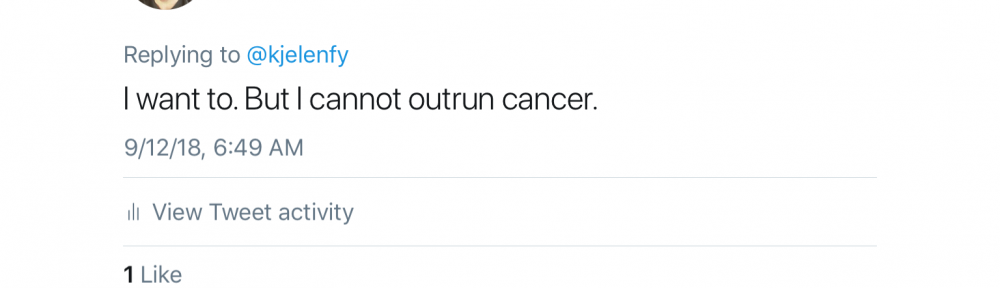 Replying to @kjelenfy
I want to. But I cannot outrun cancer.
9/12/18, 6:49 AM
View Tweet activity
1 Like